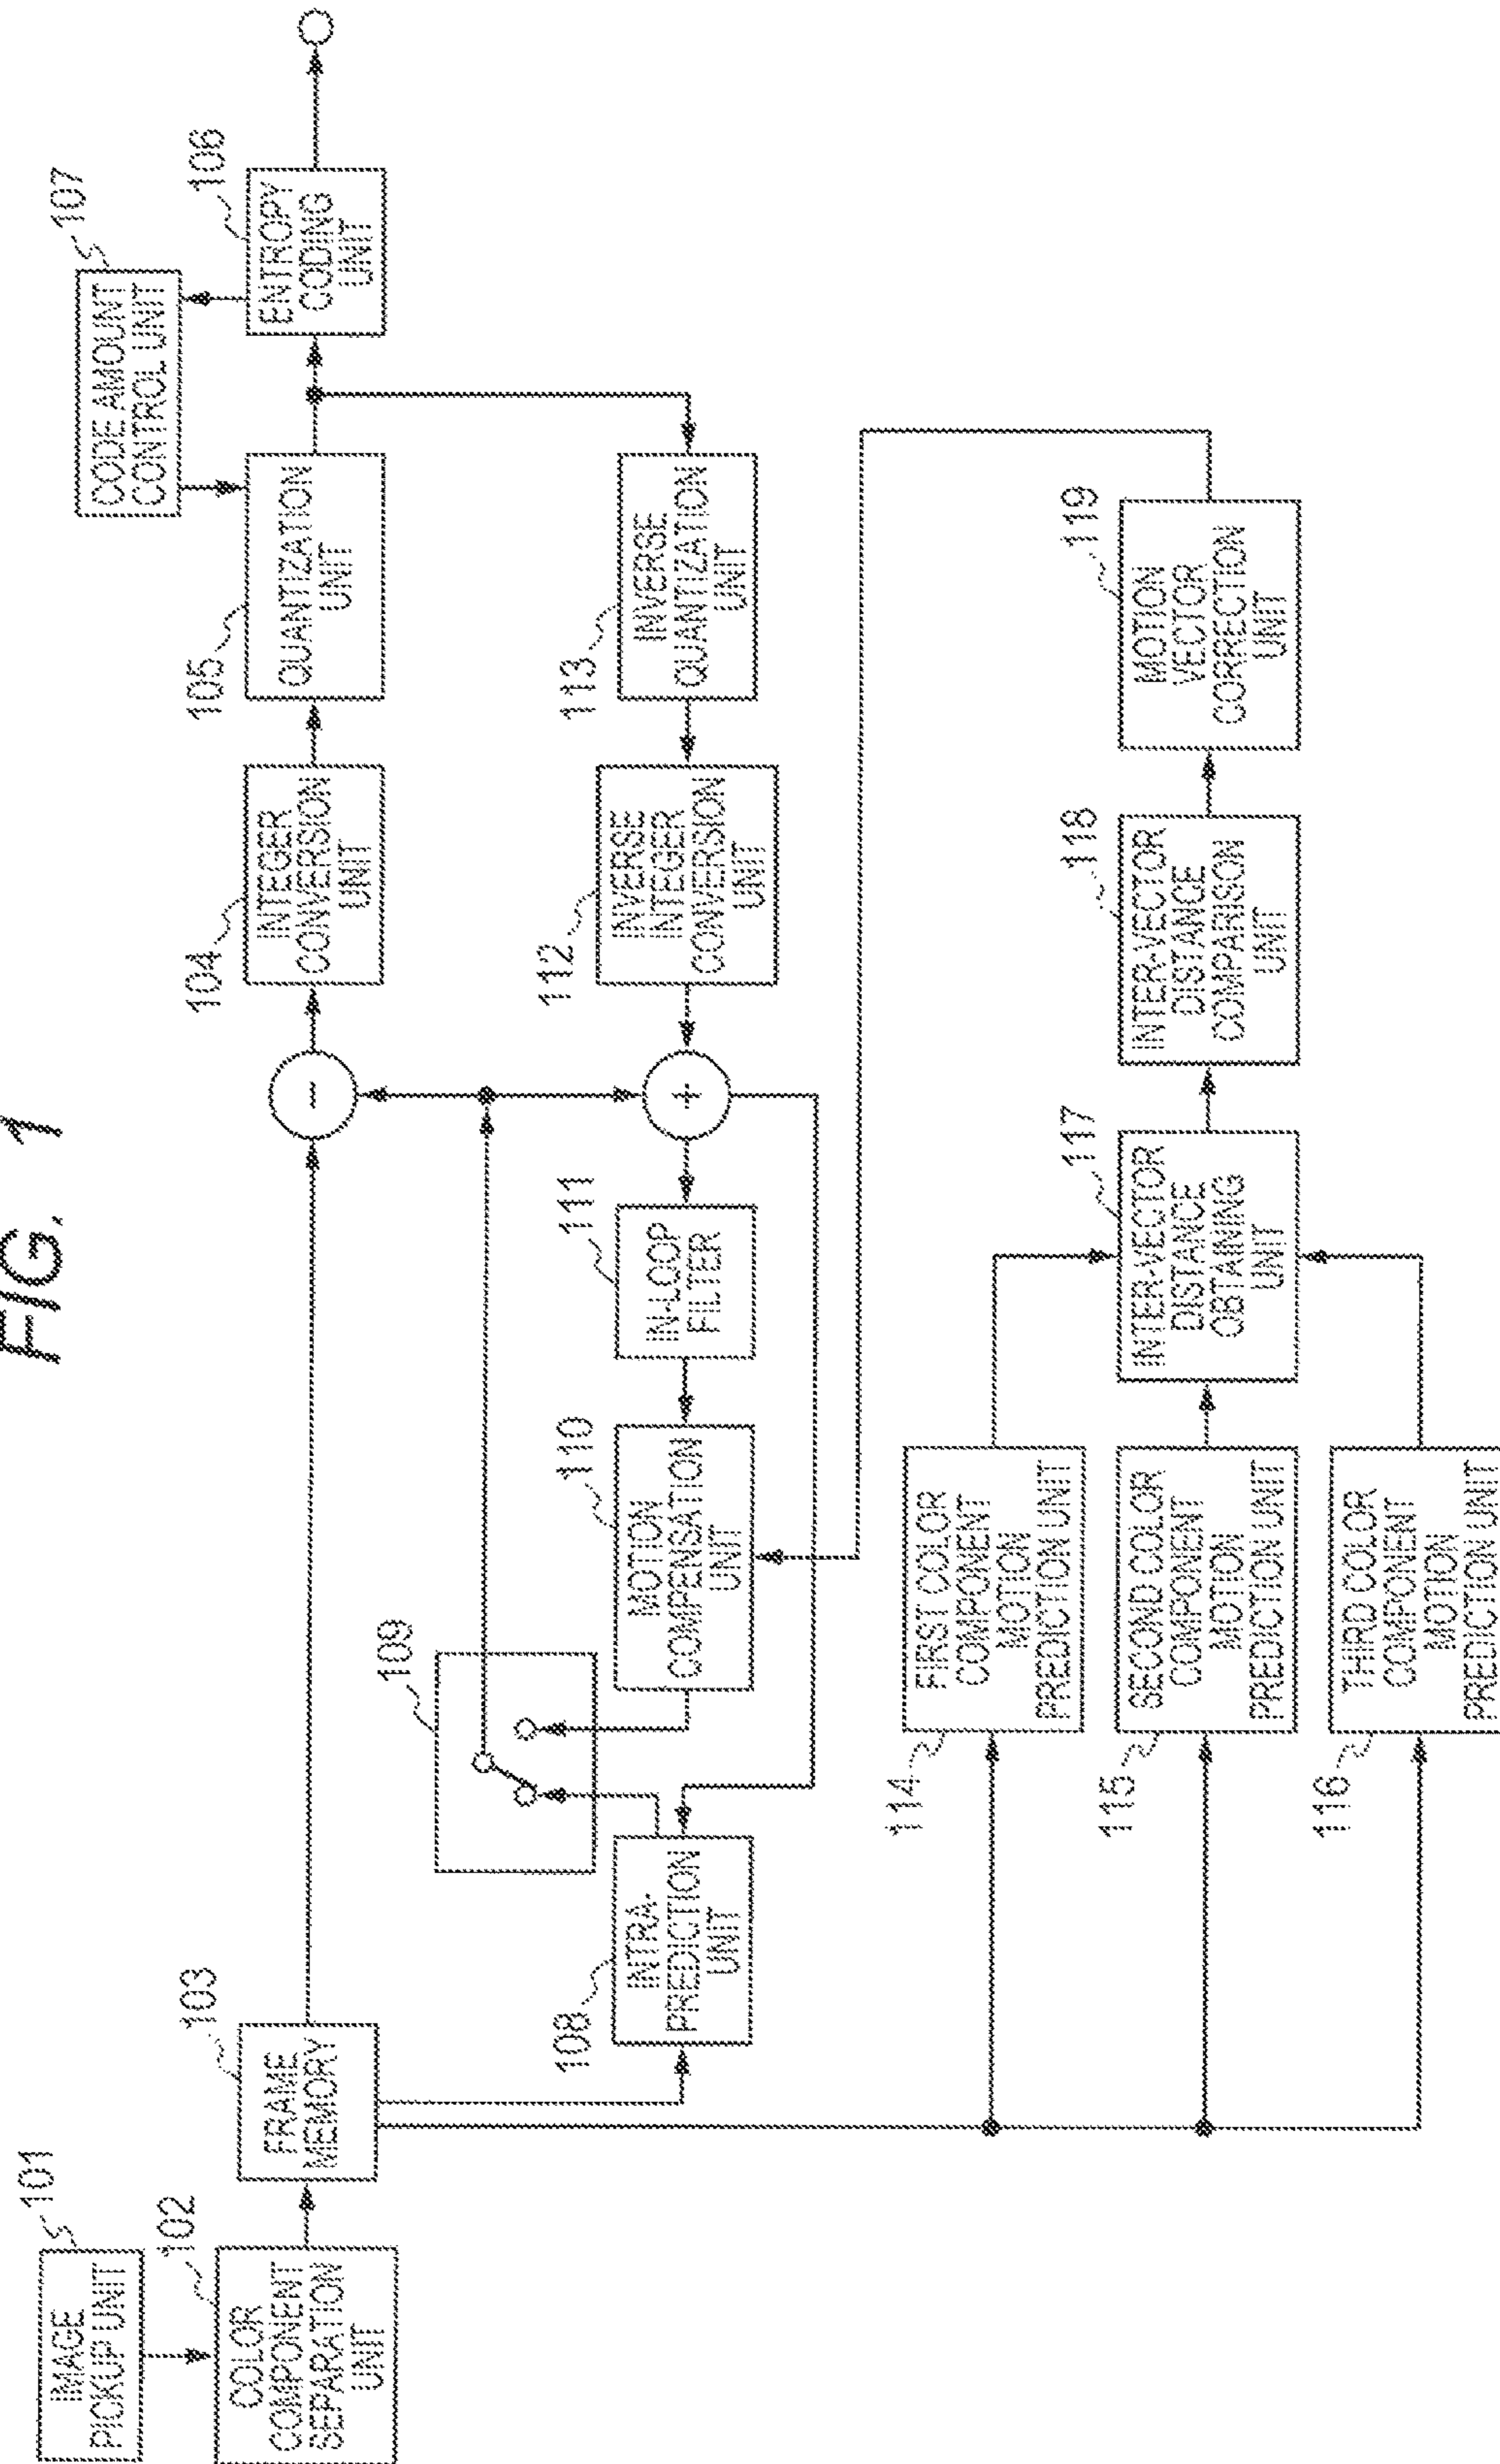 FIG. 1
101
IMAGE
PICKUP UNIT
102
COLOR
COMPONENT
SEPARATION
UNIT
103
FRAME
MEMORY
104
INTEGER
CONVERSION
UNIT
105
QUANTIZATION
UNIT
107
CODE AMOUNT
CONTROL UNIT
106
ENTROPY
CODING
UNIT
−
109
108
INTRA-
PREDICTION
UNIT
110
MOTION
COMPENSATION
UNIT
111
IN-LOOP
FILTER
+
112
INVERSE
INTEGER
CONVERSION
UNIT
113
INVERSE
QUANTIZATION
UNIT
114
FIRST COLOR
COMPONENT
MOTION
PREDICTION UNIT
115
SECOND COLOR
COMPONENT
MOTION
PREDICTION UNIT
116
THIRD COLOR
COMPONENT
MOTION
PREDICTION UNIT
117
INTER-VECTOR
DISTANCE
OBTAINING
UNIT
118
INTER-VECTOR
DISTANCE
COMPARISON
UNIT
119
MOTION
VECTOR
CORRECTION
UNIT